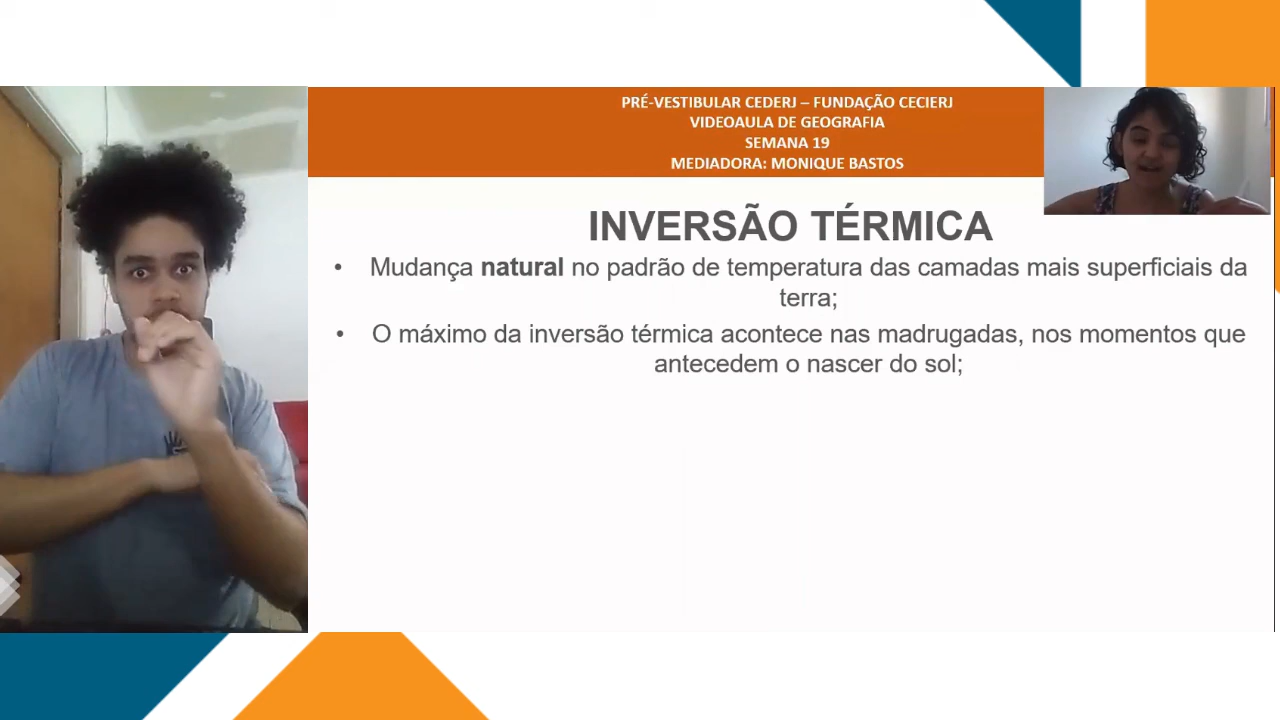 PRÉ-VESTIBULAR CEDERJ – FUNDAÇÃO CECIERJ
VIDEOAULA DE GEOGRAFIA
SEMANA 19
MEDIADORA: MONIQUE BASTOS
INVERSÃO TÉRMICA
• Mudança natural no padrão de temperatura das camadas mais superficiais da
terra;
• O máximo da inversão térmica acontece nas madrugadas, nos momentos que
antecedem o nascer do sol;